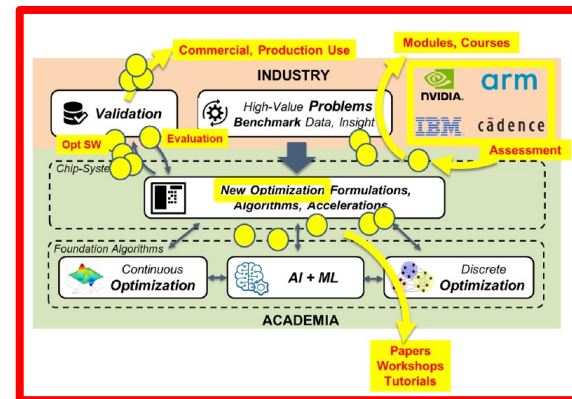 Commercial, Production Use
Modules, Courses
INDUSTRY
Validation
High-Value Problems
Benchmark Data, Insight
NVIDIA.
arm
IBM
cādence
Opt SW
Evaluation
Assessment
Chip-Syste
New Optimization Formulations,
Algorithms, Accelerations
Foundation Algorithms
Continuous
Optimization
AI + ML
Discrete
Optimization
ACADEMIA
Papers
Workshops
Tutorials